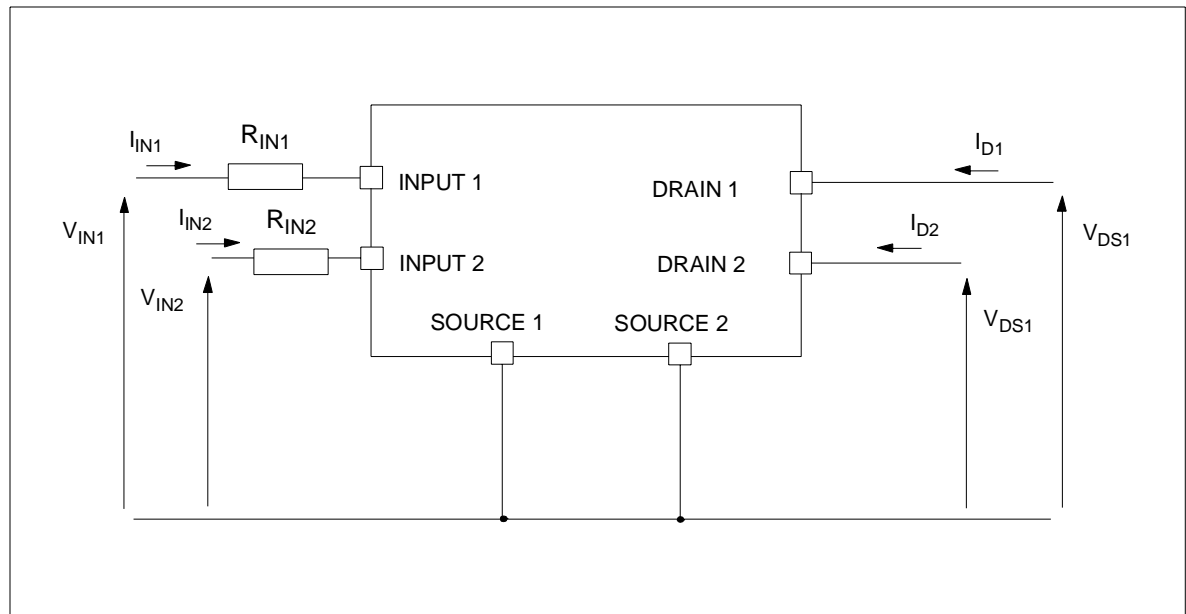 I_IN1
R_IN1
INPUT 1
V_IN1
I_IN2
R_IN2
INPUT 2
V_IN2
DRAIN 1
I_D1
V_DS1
DRAIN 2
I_D2
V_DS1
SOURCE 1
SOURCE 2